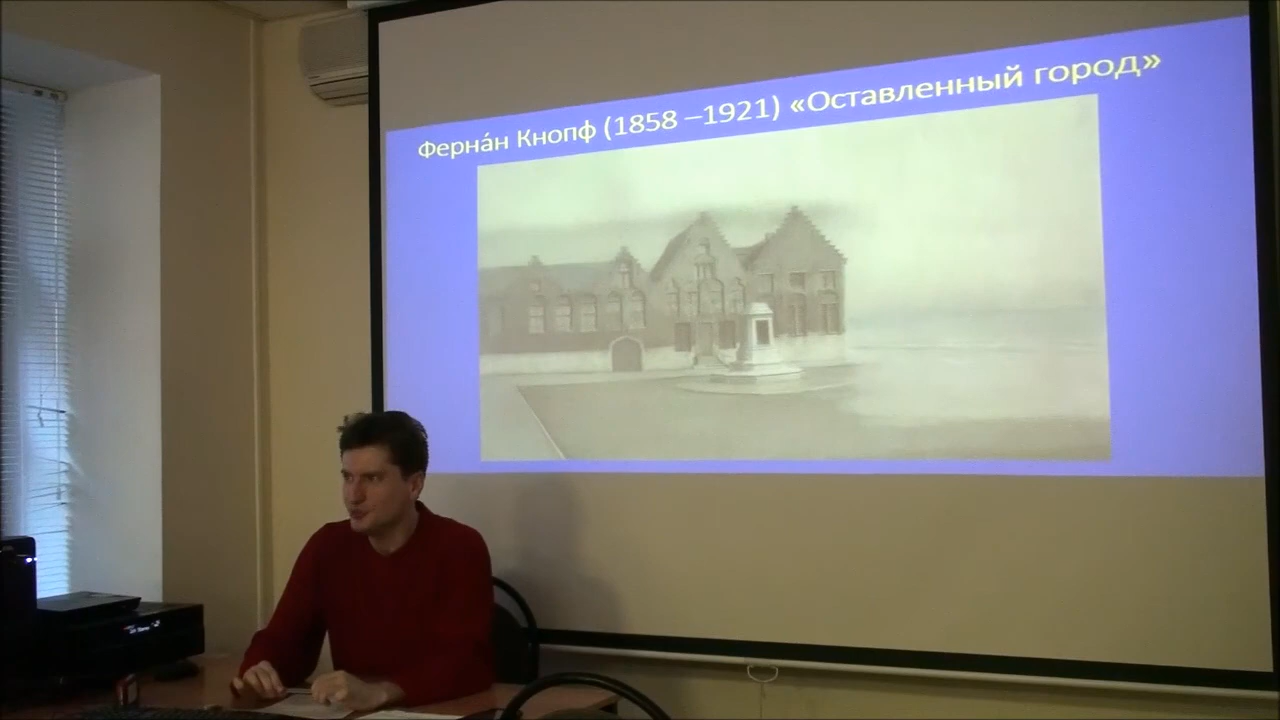 Ферна́н Кнопф (1858 –1921) «Оставленный город»